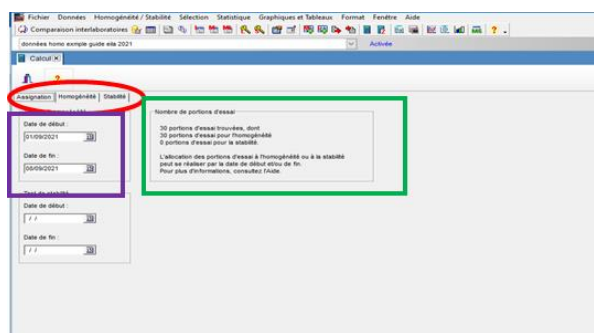 Fichier Données Homogénéité / Stabilité Sélection Statistique Graphiques et Tableaux Format Fenêtre Aide
Comparaison interlaboratoires
données homo exmple guide eila 2021 Activée
Calcul
Assignation Homogénéité Stabilité
Date de début :
01/09/2021
Date de fin :
Nombre de portions d'essai
30 portions d'essai trouvées, dont
30 portions d'essai pour l'homogénéité
0 portions d'essai pour la stabilité.
L'allocation des portions d'essai à l'homogénéité ou à la stabilité
peut se réaliser par la date de début et/ou de fin.
Pour plus d'informations, consultez l'Aide.
Test de stabilité
Date de début :
/ /
Date de fin :
/ /